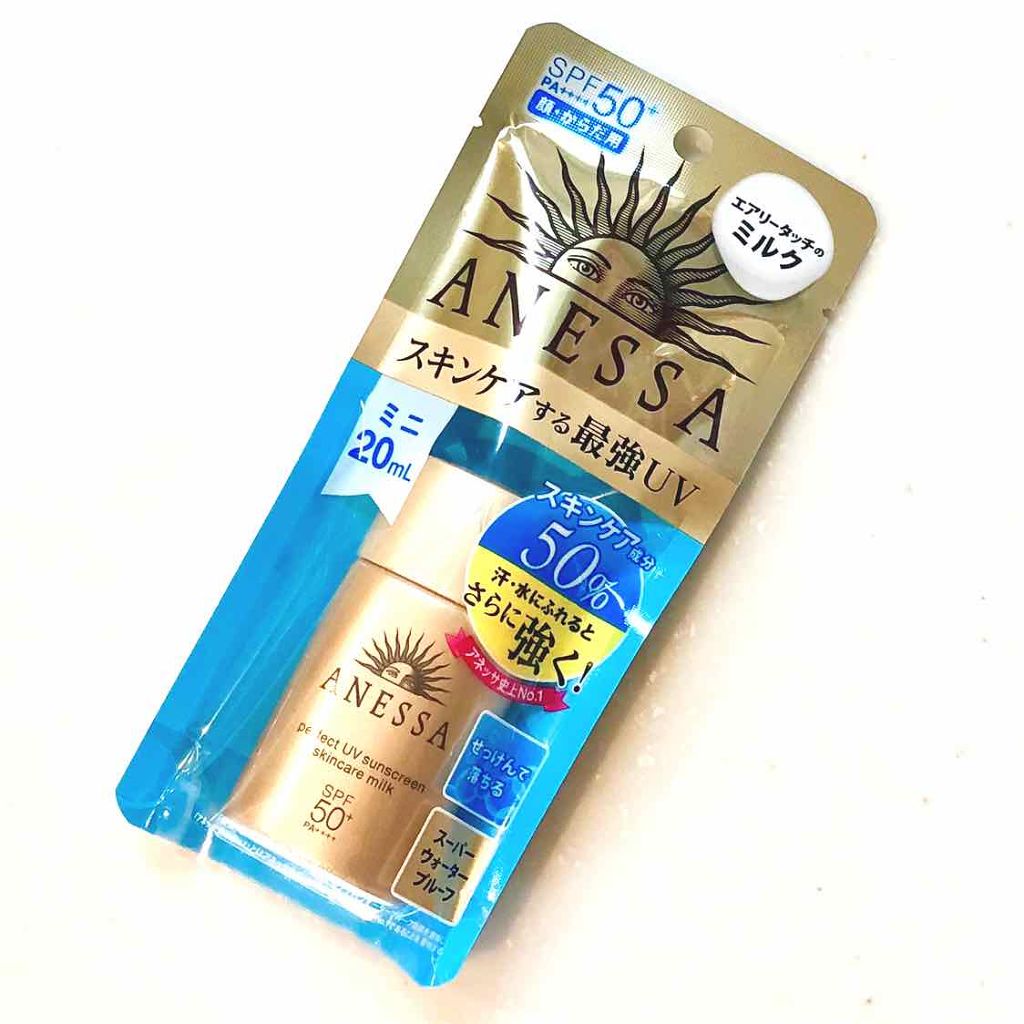 SPF50+
PA++++
顔・からだ用
エアリータッチの
ミルク
ANESSA
スキンケアする最強UV
ミニ
20mL
スキンケア成分
50%
汗・水にふれると
さらに強く!
アネッサ史上No.1
ANESSA
perfect UV sunscreen
skincare milk
SPF
50+
PA++++
せっけんで
落ちる
スーパー
ウォーター
プルーフ